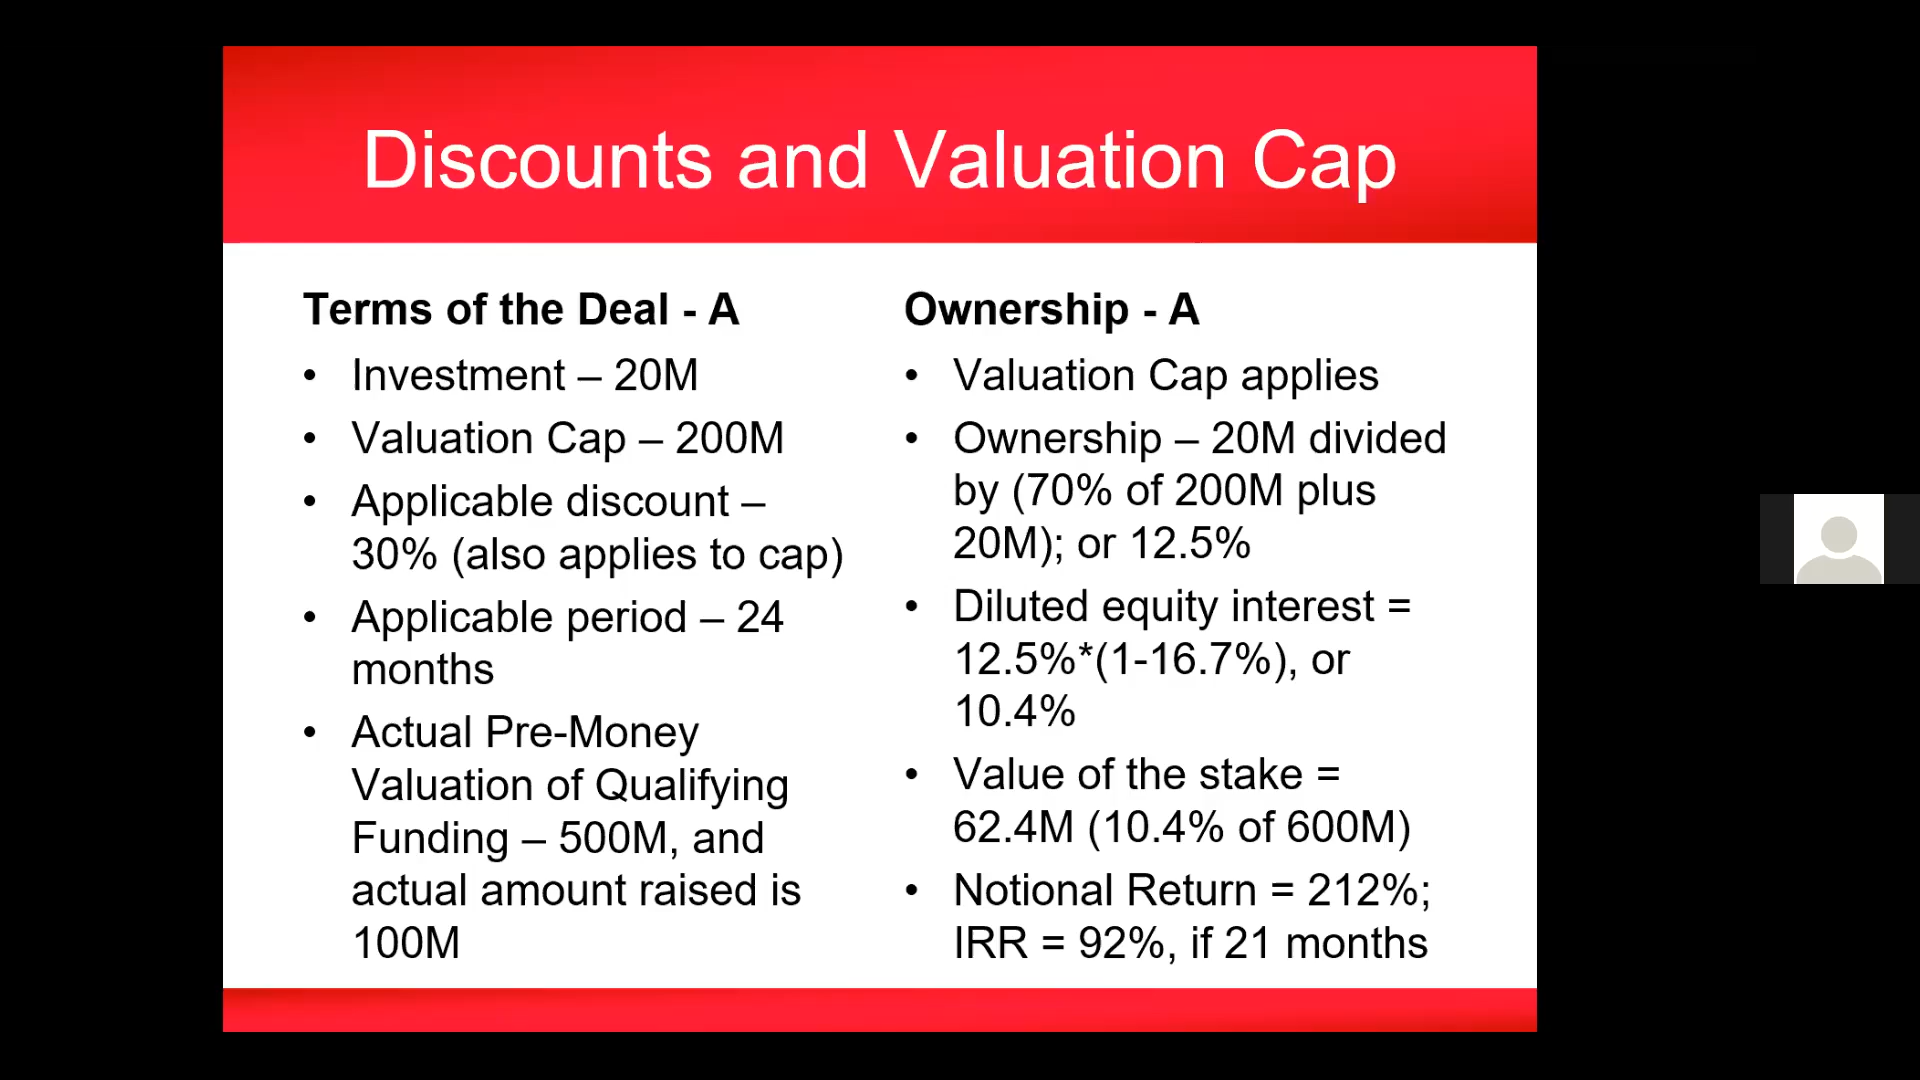 Discounts and Valuation Cap
Terms of the Deal - A
• Investment – 20M
• Valuation Cap – 200M
• Applicable discount –
30% (also applies to cap)
• Applicable period – 24
months
• Actual Pre-Money
Valuation of Qualifying
Funding – 500M, and
actual amount raised is
100M
Ownership - A
• Valuation Cap applies
• Ownership – 20M divided
by (70% of 200M plus
20M); or 12.5%
• Diluted equity interest =
12.5%*(1-16.7%), or
10.4%
• Value of the stake =
62.4M (10.4% of 600M)
• Notional Return = 212%;
IRR = 92%, if 21 months